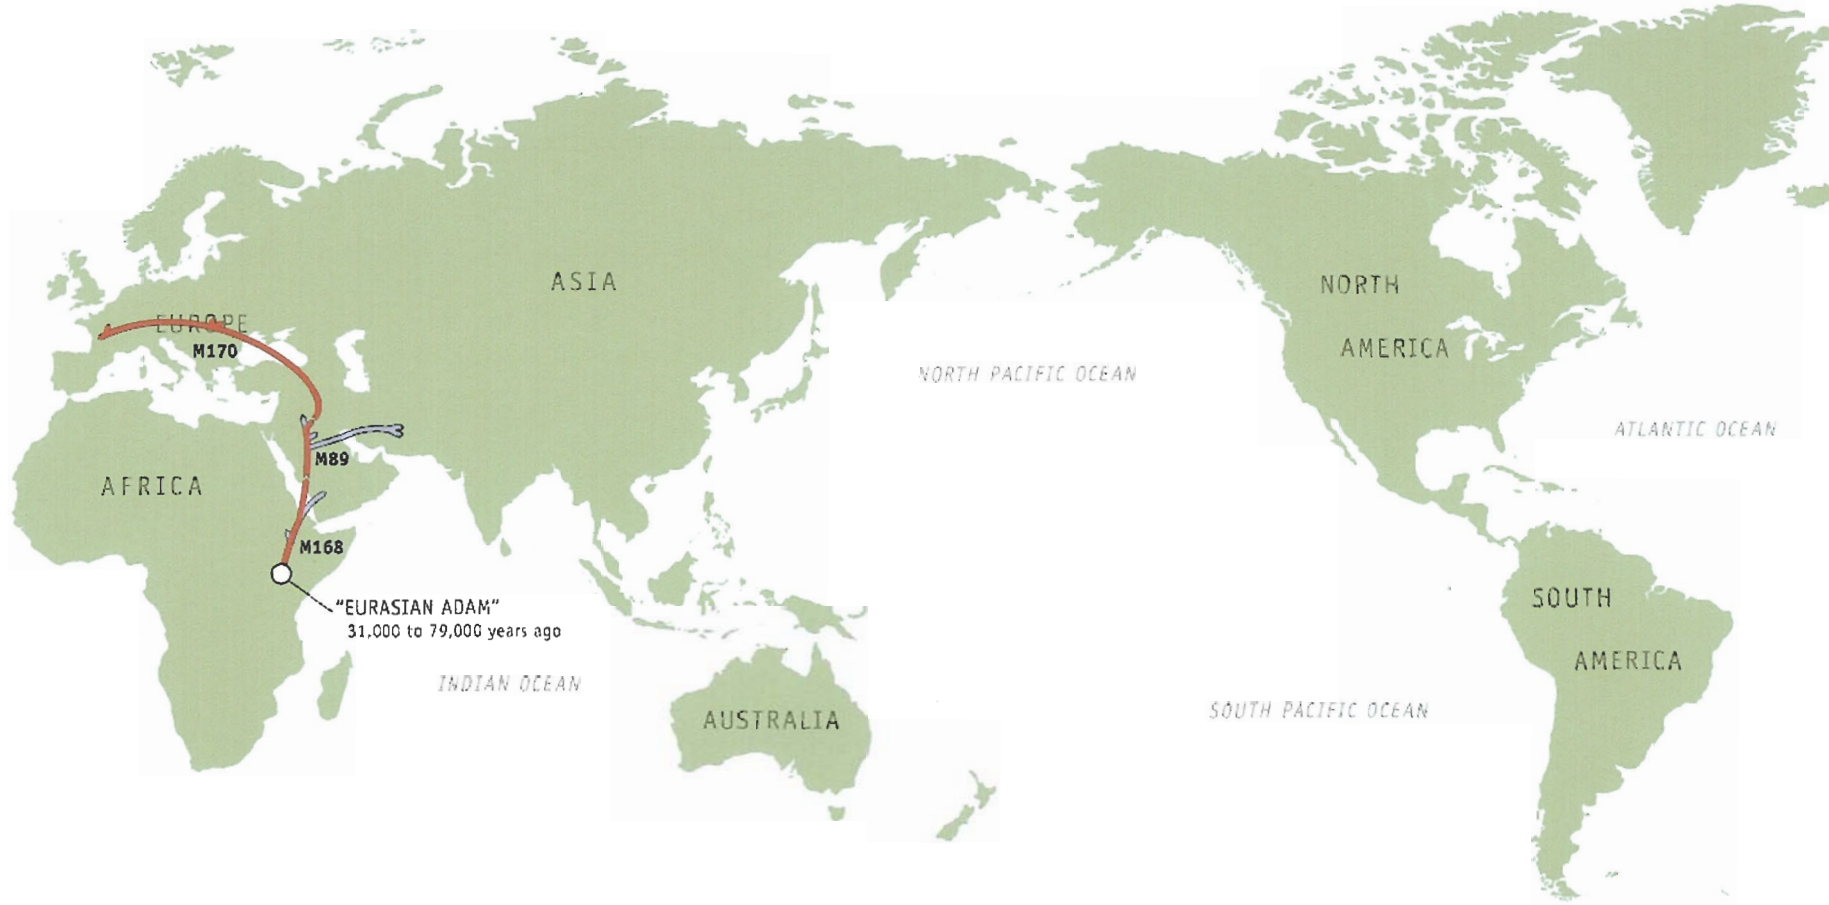 ASIA
NORTH
AMERICA
EUROPE
M170
NORTH PACIFIC OCEAN
ATLANTIC OCEAN
M89
AFRICA
M168
"EURASIAN ADAM"
31,000 to 79,000 years ago
SOUTH
AMERICA
INDIAN OCEAN
SOUTH PACIFIC OCEAN
AUSTRALIA